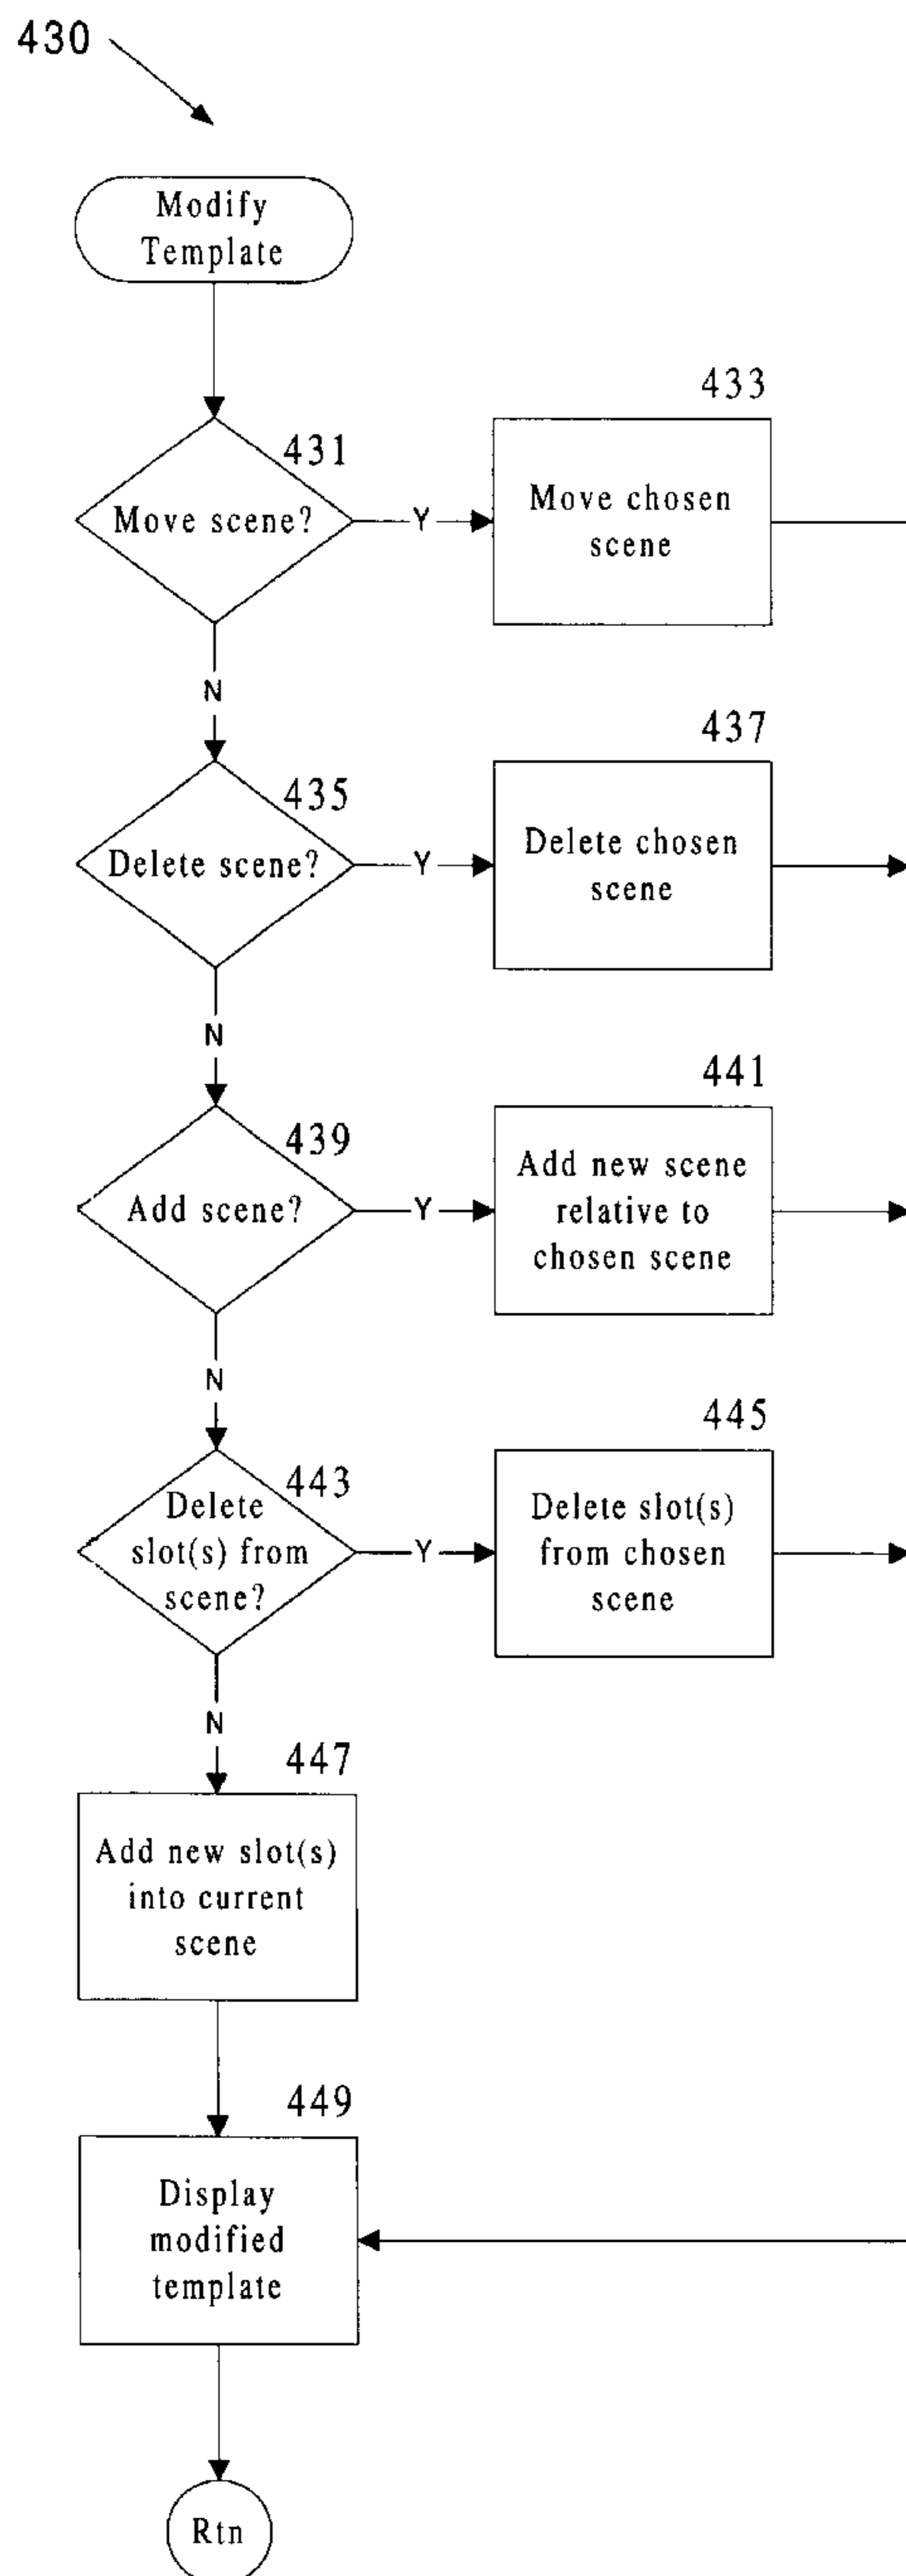 430
Modify
Template
433
431
Move scene?
Y
Move chosen
scene
N
437
435
Delete scene?
Y
Delete chosen
scene
N
441
439
Add scene?
Y
Add new scene
relative to
chosen scene
N
445
443
Delete
slot(s) from
scene?
Y
Delete slot(s)
from chosen
scene
N
447
Add new slot(s)
into current
scene
449
Display
modified
template
Rtn